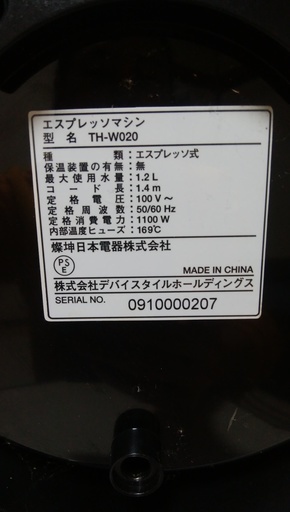 エスプレッソマシン
型 名 TH-W020
種 類：エスプレッソ式
保温装置の有無：無
最大使用水量：1.2 L
コード長：1.4 m
定格電圧：100 V～
定格周波数：50/60 Hz
定格消費電力：1100 W
内部温度ヒューズ：169℃
燦坤日本電器株式会社
PSE
MADE IN CHINA
株式会社デバイスタイルホールディングス
SERIAL NO. 0910000207